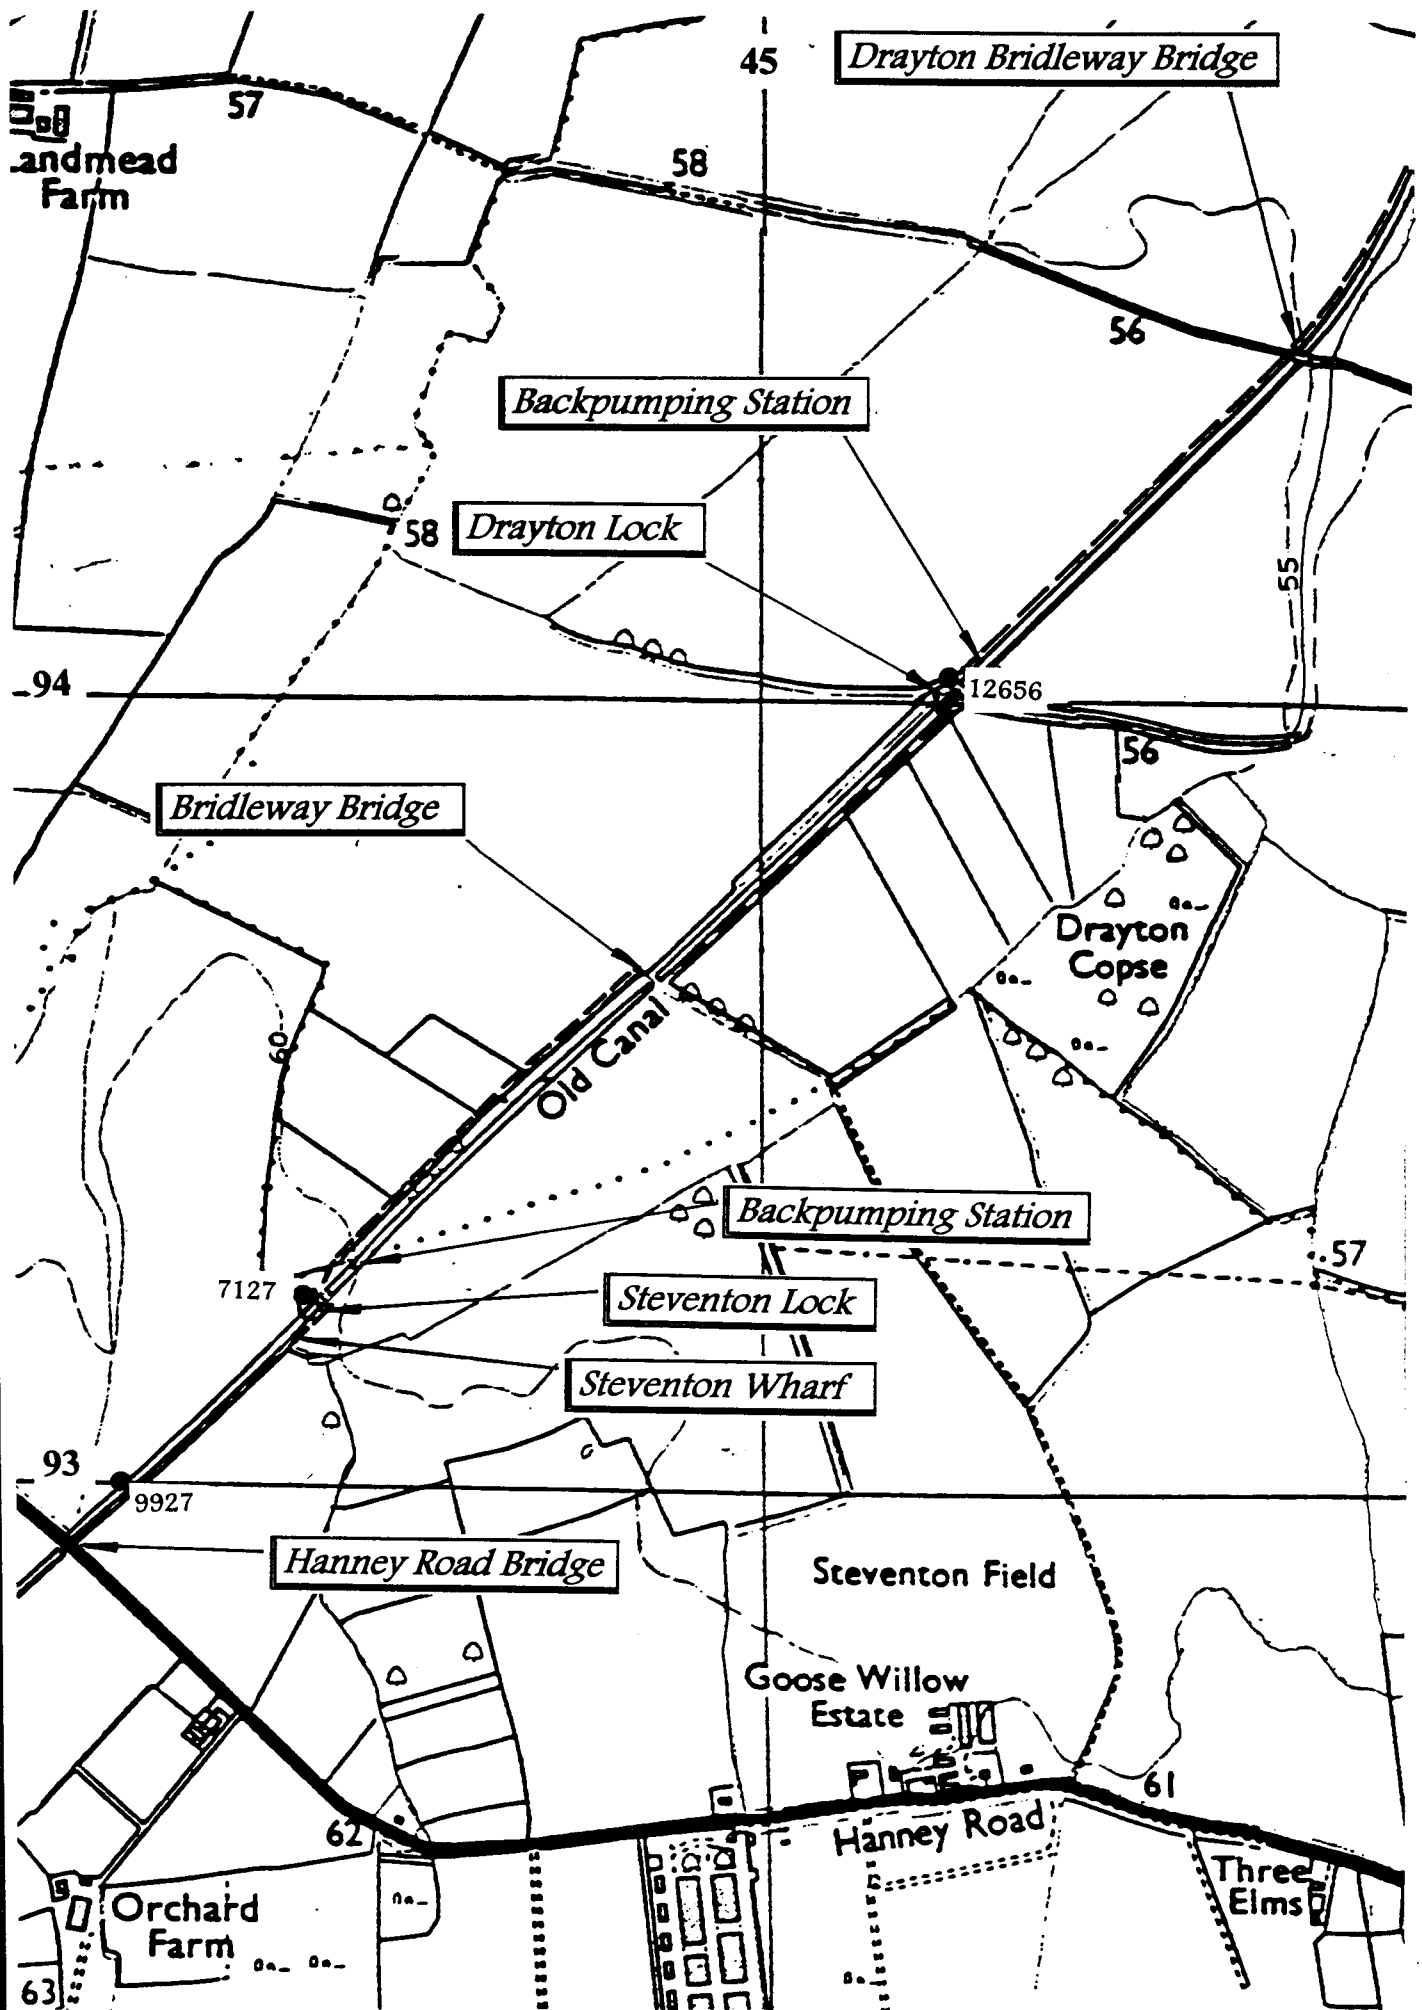 45
Drayton Bridleway Bridge
57
58
Landmead
Farm
56
Backpumping Station
Drayton Lock
58
55
94
12656
56
Bridleway Bridge
Drayton
Copse
60
Old Canal
Backpumping Station
57
7127
Steventon Lock
Steventon Wharf
93
9927
Hanney Road Bridge
Steventon Field
Goose Willow
Estate
61
62
Hanney Road
Three
Elms
Orchard
Farm
63